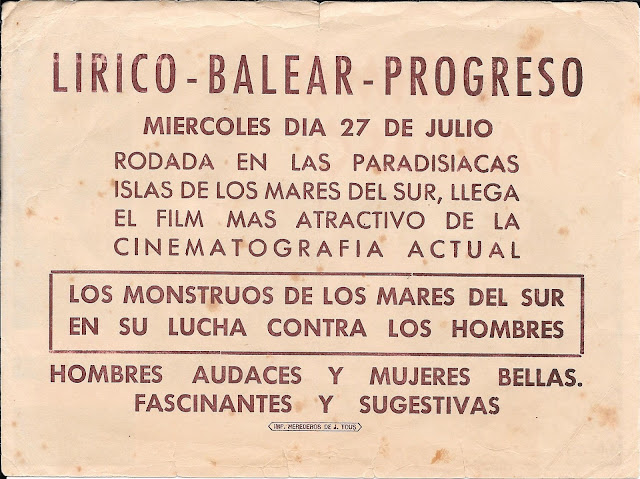 LIRICO - BALEAR - PROGRESO
MIERCOLES DIA 27 DE JULIO
RODADA EN LAS PARADISIACAS
ISLAS DE LOS MARES DEL SUR, LLEGA
EL FILM MAS ATRACTIVO DE LA
CINEMATOGRAFIA ACTUAL
LOS MONSTRUOS DE LOS MARES DEL SUR
EN SU LUCHA CONTRA LOS HOMBRES
HOMBRES AUDACES Y MUJERES BELLAS.
FASCINANTES Y SUGESTIVAS
IMP. HEREDEROS DE J. TOUS